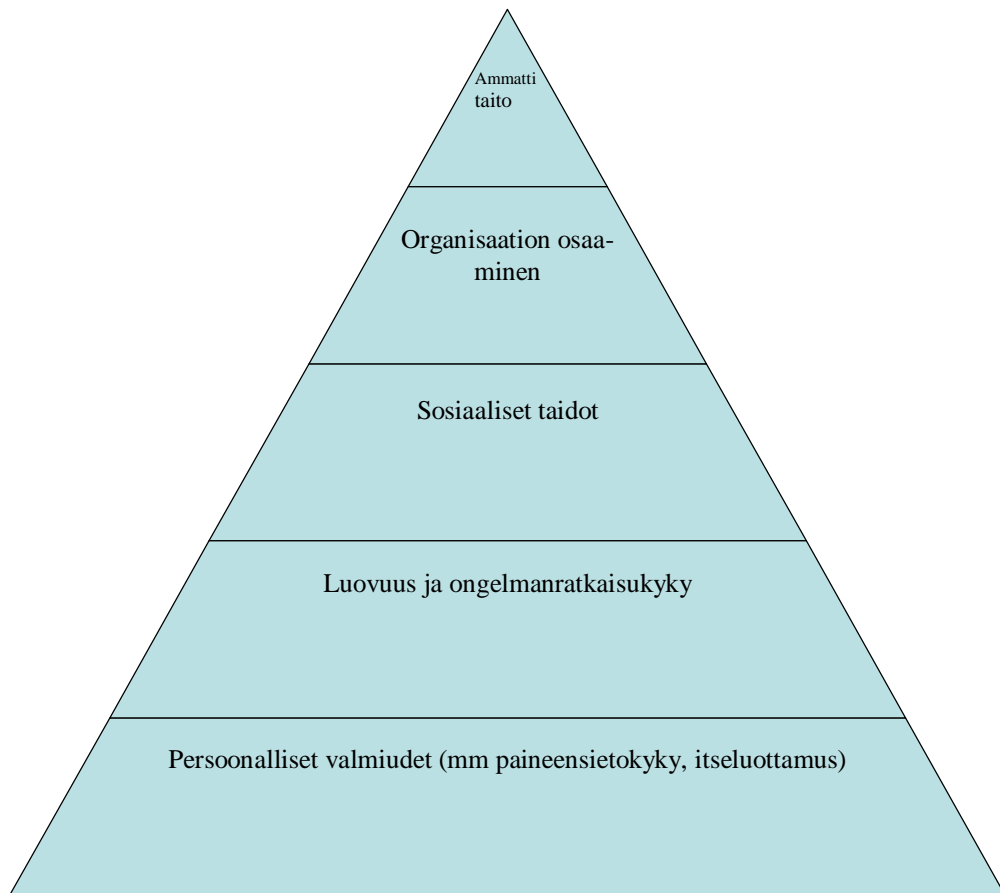 Ammatti
taito
Organisaation osaa-
minen
Sosiaaliset taidot
Luovuus ja ongelmanratkaisukyky
Persoonalliset valmiudet (mm paineensietokyky, itseluottamus)